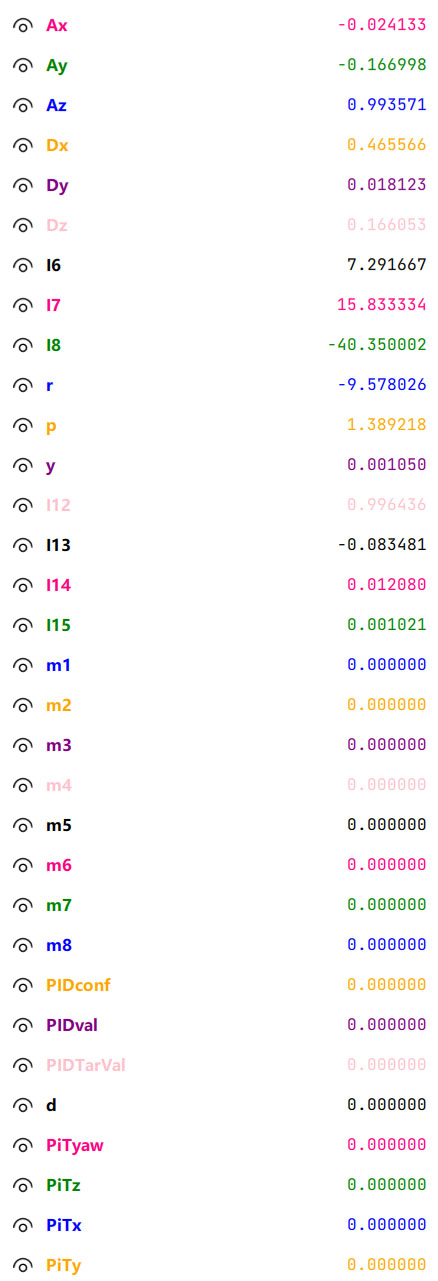 Ax -0.024133
Ay -0.166998
Az 0.993571
Dx 0.465566
Dy 0.018123
Dz 0.166053
I6 7.291667
I7 15.833334
I8 -40.350002
r -9.578026
p 1.389218
y 0.001050
I12 0.996436
I13 -0.083481
I14 0.012080
I15 0.001021
m1 0.000000
m2 0.000000
m3 0.000000
m4 0.000000
m5 0.000000
m6 0.000000
m7 0.000000
m8 0.000000
PIDconf 0.000000
PIDval 0.000000
PIDTarVal 0.000000
d 0.000000
PiTyaw 0.000000
PiTz 0.000000
PiTx 0.000000
PiTy 0.000000